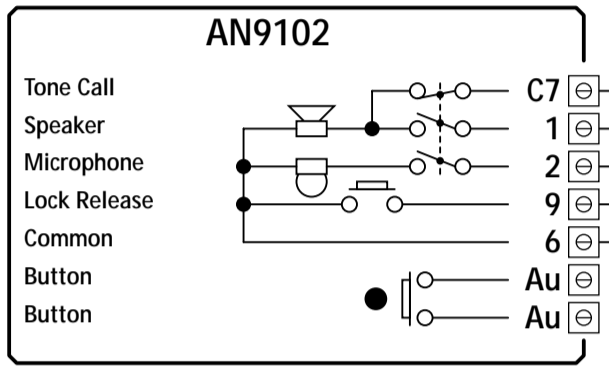 AN9102
Tone Call C7
Speaker 1
Microphone 2
Lock Release 9
Common 6
Button Au
Button Au